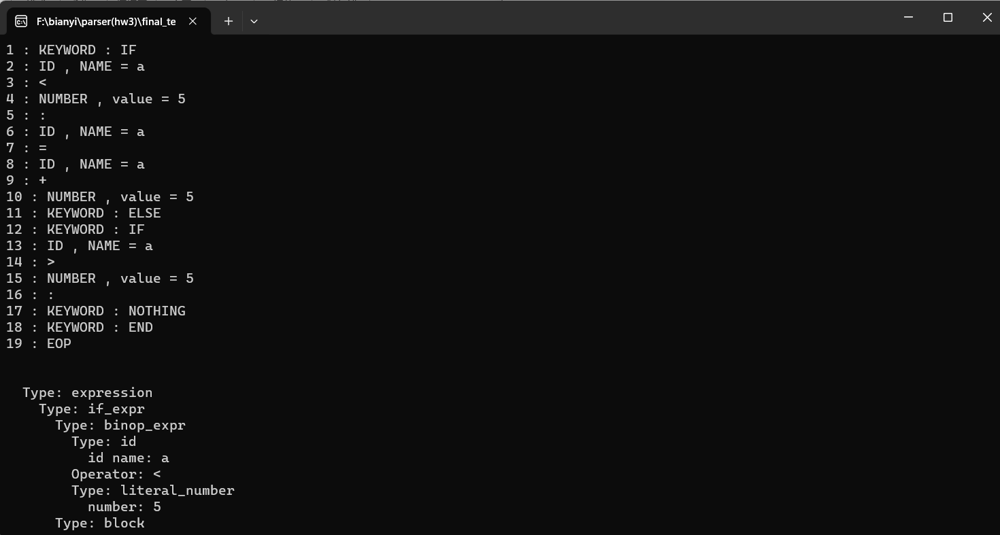 F:\bianyi\parser(hw3)\final_te
1 : KEYWORD : IF
2 : ID , NAME = a
3 : <
4 : NUMBER , value = 5
5 : :
6 : ID , NAME = a
7 : =
8 : ID , NAME = a
9 : +
10 : NUMBER , value = 5
11 : KEYWORD : ELSE
12 : KEYWORD : IF
13 : ID , NAME = a
14 : >
15 : NUMBER , value = 5
16 : :
17 : KEYWORD : NOTHING
18 : KEYWORD : END
19 : EOP
Type: expression
Type: if_expr
Type: binop_expr
Type: id
id name: a
Operator: <
Type: literal_number
number: 5
Type: block